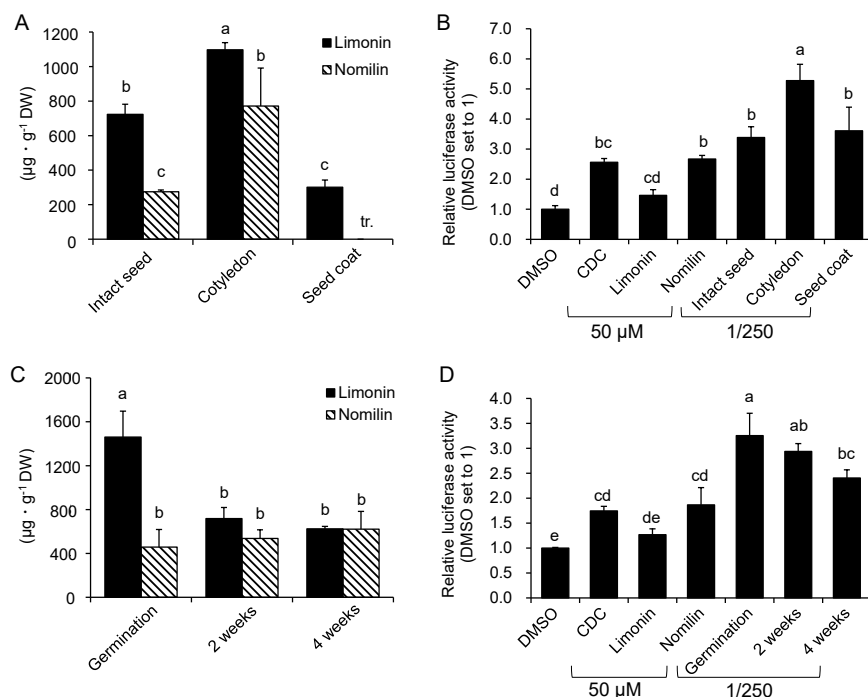 A
1200
1000
800
600
400
200
0
(µg・g⁻¹ DW)
Limonin
Nomilin
b
c
a
b
c
tr.
Intact seed
Cotyledon
Seed coat
B
7.0
6.0
5.0
4.0
3.0
2.0
1.0
0.0
Relative luciferase activity
(DMSO set to 1)
d
bc
cd
b
b
a
b
DMSO
CDC
Limonin
Nomilin
Intact seed
Cotyledon
Seed coat
50 µM
1/250
C
2000
1600
1200
800
400
0
(µg・g⁻¹ DW)
Limonin
Nomilin
a
b
b
b
b
b
Germination
2 weeks
4 weeks
D
4.0
3.5
3.0
2.5
2.0
1.5
1.0
0.5
0.0
Relative luciferase activity
(DMSO set to 1)
e
cd
de
cd
a
ab
bc
DMSO
CDC
Limonin
Nomilin
Germination
2 weeks
4 weeks
50 µM
1/250